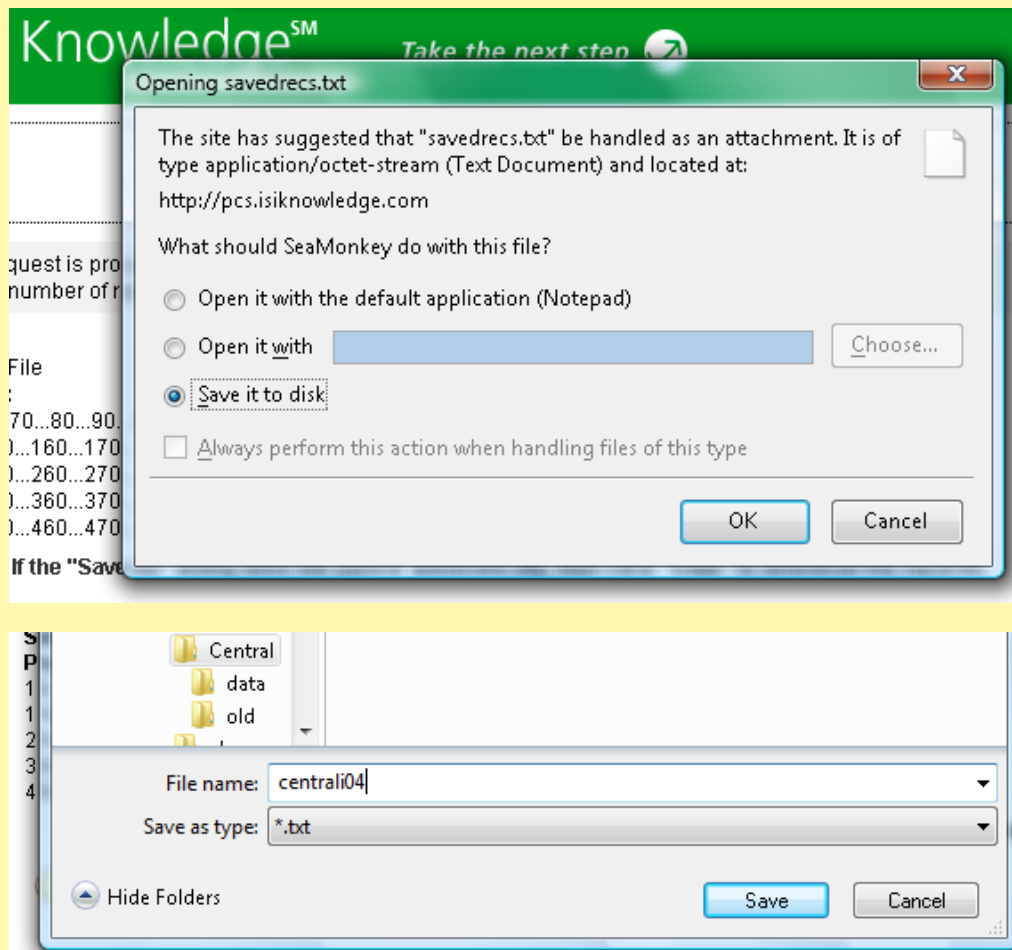 Knowledge℠ Take the next step
Opening savedrecs.txt
The site has suggested that "savedrecs.txt" be handled as an attachment. It is of
type application/octet-stream (Text Document) and located at:
http://pcs.isiknowledge.com
What should SeaMonkey do with this file?
Open it with the default application (Notepad)
Open it with Choose...
Save it to disk
Always perform this action when handling files of this type
OK Cancel
quest is pro
number of r
File
:
70...80...90.
)...160...170
)...260...270
)...360...370
)...460...470
If the "Save
S
P
1
1
2
3
4
Central
data
old
File name: centrali04
Save as type: *.txt
Hide Folders Save Cancel